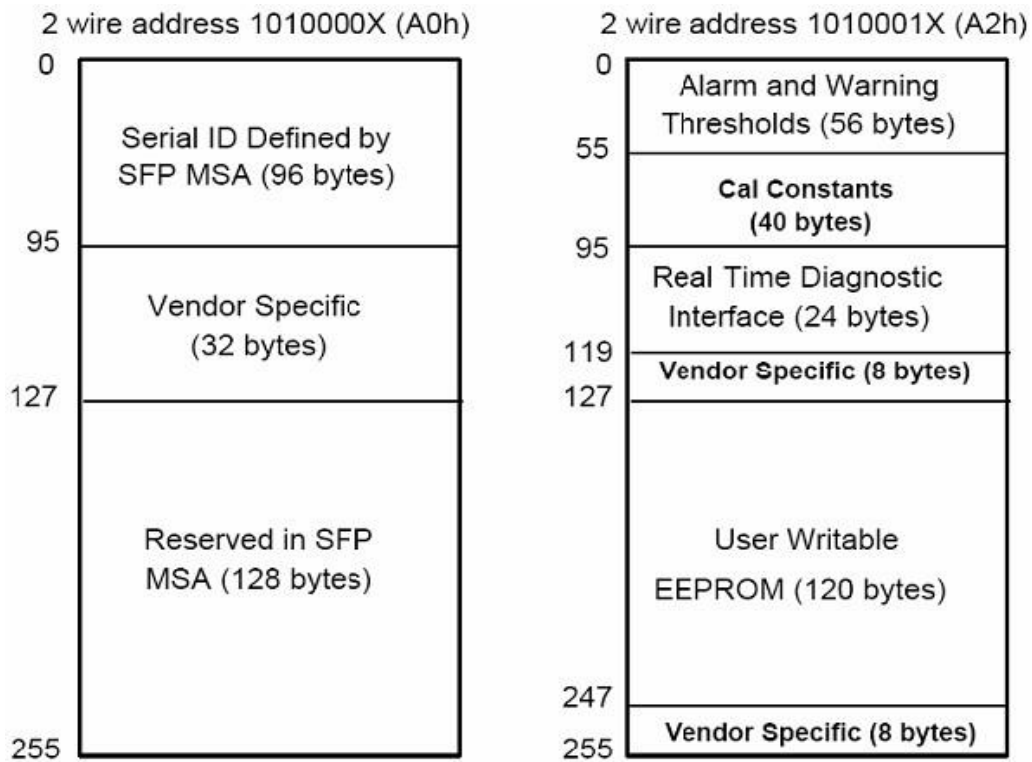 2 wire address 1010000X (A0h)
0
Serial ID Defined by
SFP MSA (96 bytes)
95
Vendor Specific
(32 bytes)
127
Reserved in SFP
MSA (128 bytes)
255
2 wire address 1010001X (A2h)
0
Alarm and Warning
Thresholds (56 bytes)
55
Cal Constants
(40 bytes)
95
Real Time Diagnostic
Interface (24 bytes)
119
Vendor Specific (8 bytes)
127
User Writable
EEPROM (120 bytes)
247
Vendor Specific (8 bytes)
255